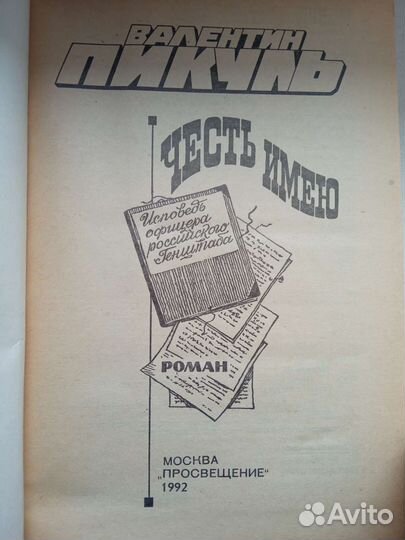 ВАЛЕНТИН
ПИКУЛЬ
ЧЕСТЬ ИМЕЮ
Исповедь
офицера
российского
Генштаба
РОМАН
МОСКВА
„ПРОСВЕЩЕНИЕ"
1992
Avito